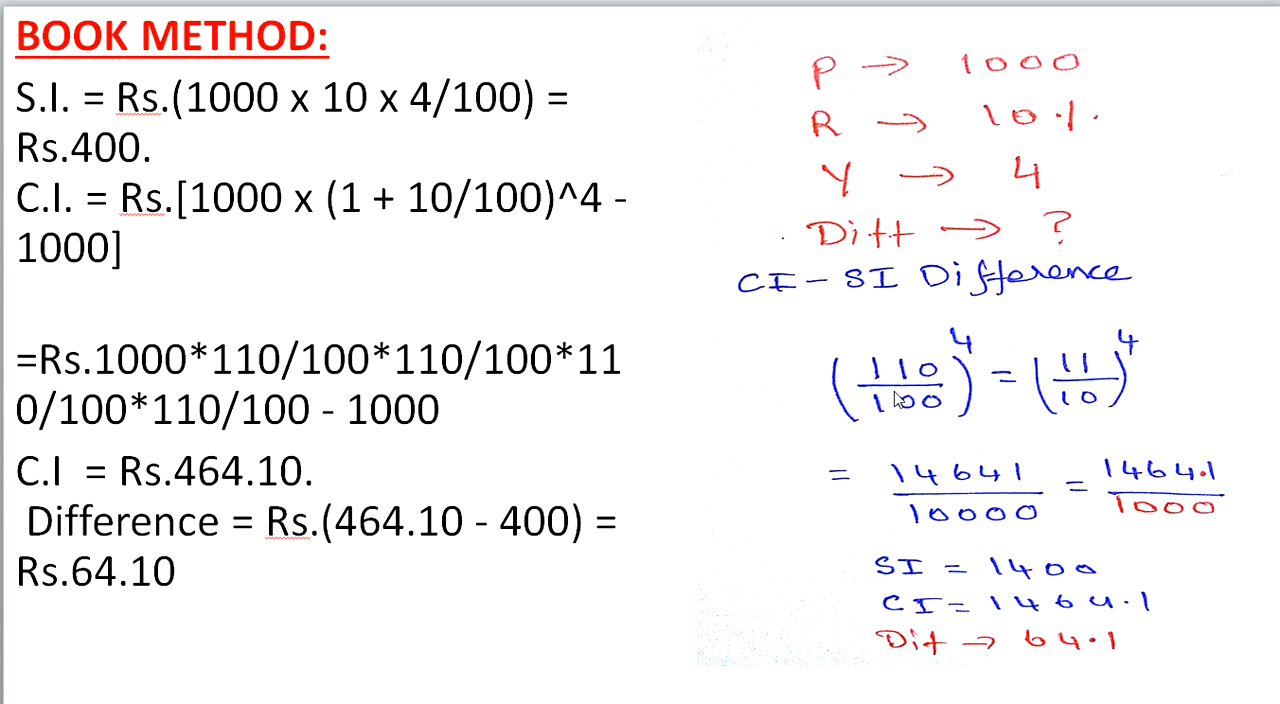 BOOK METHOD:
S.I. = Rs.(1000 x 10 x 4/100) =
Rs.400.
C.I. = Rs.[1000 x (1 + 10/100)^4 -
1000]
=Rs.1000*110/100*110/100*11
0/100*110/100 - 1000
C.I = Rs.464.10.
Difference = Rs.(464.10 - 400) =
Rs.64.10
P → 1000
R → 10%.
Y → 4
Diff → ?
CI - SI Difference
(110/100)^4 = (11/10)^4
= 14641/10000 = 1464.1/1000
SI = 1400
CI = 1464.1
Dif → 64.1